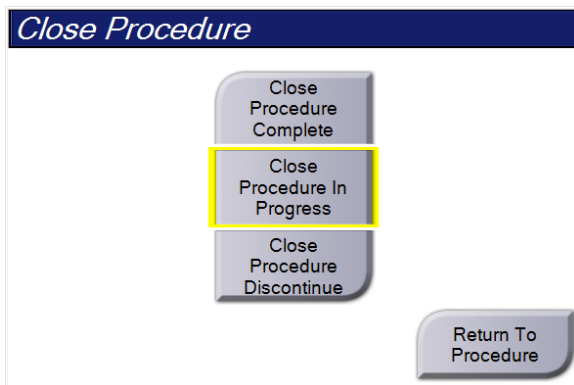 Close Procedure
Close
Procedure
Complete
Close
Procedure In
Progress
Close
Procedure
Discontinue
Return To
Procedure